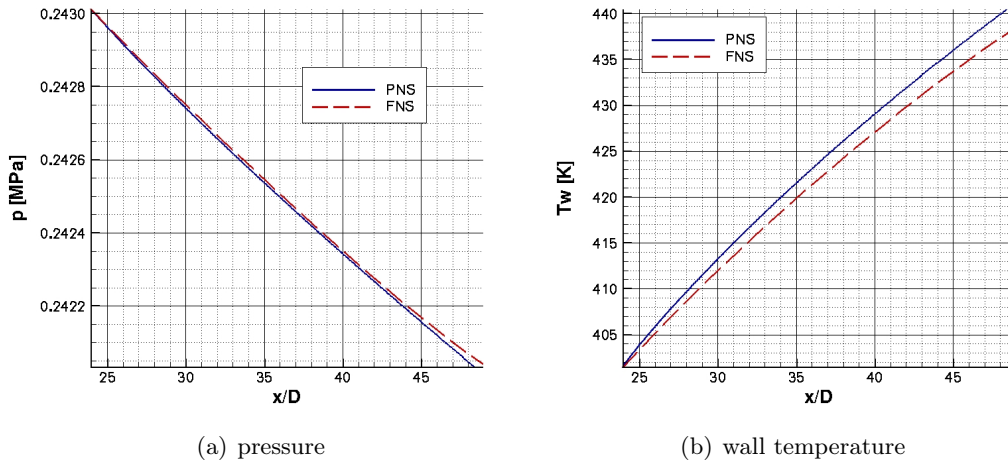 0.2430
0.2428
0.2426
0.2424
0.2422
p [MPa]
PNS
FNS
25 30 35 40 45
x/D
(a) pressure
440
435
430
425
420
415
410
405
Tw [K]
PNS
FNS
25 30 35 40 45
x/D
(b) wall temperature